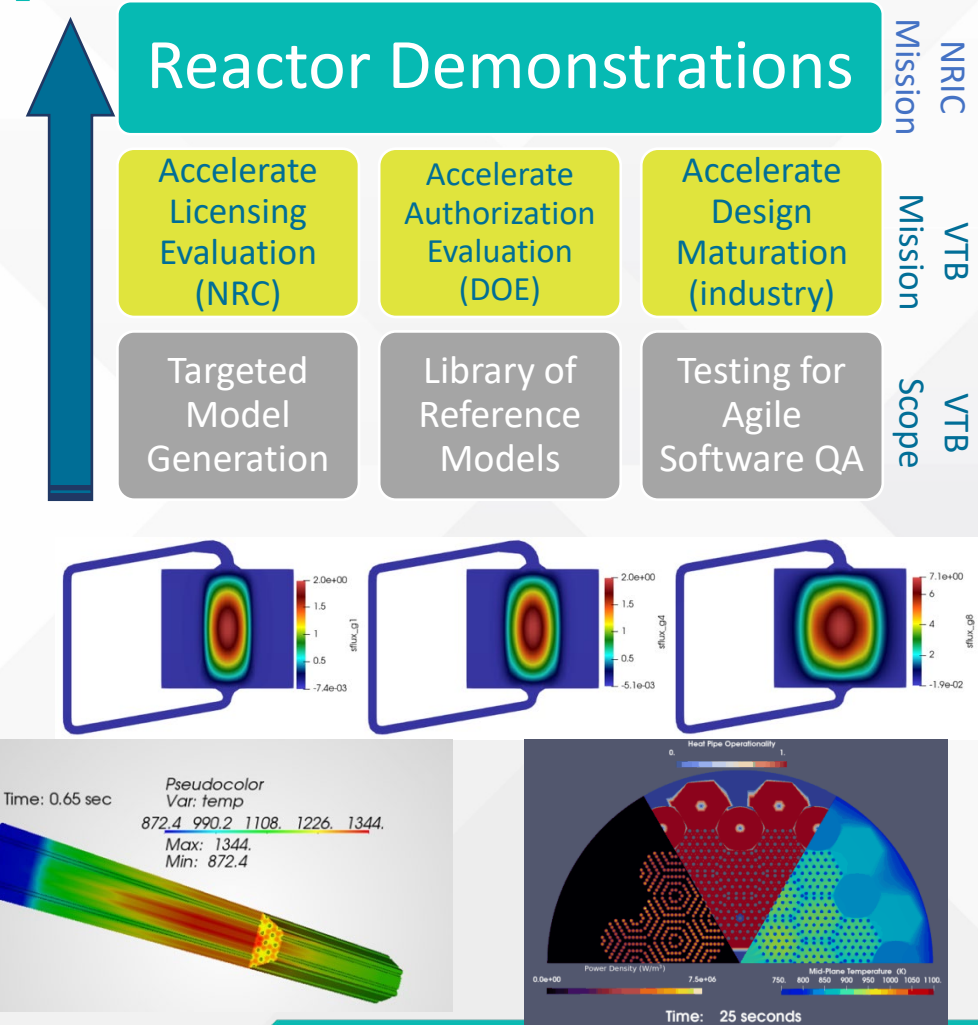 Reactor Demonstrations
NRIC
Mission
Accelerate
Licensing
Evaluation
(NRC)
Accelerate
Authorization
Evaluation
(DOE)
Accelerate
Design
Maturation
(industry)
VTB
Mission
Targeted
Model
Generation
Library of
Reference
Models
Testing for
Agile
Software QA
VTB
Scope
2.0e+00
1.5
1
0.5
-7.4e-03
sflux_g1
2.0e+00
1.5
1
0.5
-5.1e-03
sflux_g4
7.1e+00
6
4
2
-1.9e-02
sflux_g8
Time: 0.65 sec
Pseudocolor
Var: temp
872.4 990.2 1108. 1226. 1344.
Max: 1344.
Min: 872.4
Heat Pipe Operationality
0. 1.
Power Density (W/m³)
0.0e+00 7.5e+06
Mid-Plane Temperature (K)
750. 800 850 900 950 1000 1050 1100.
Time: 25 seconds